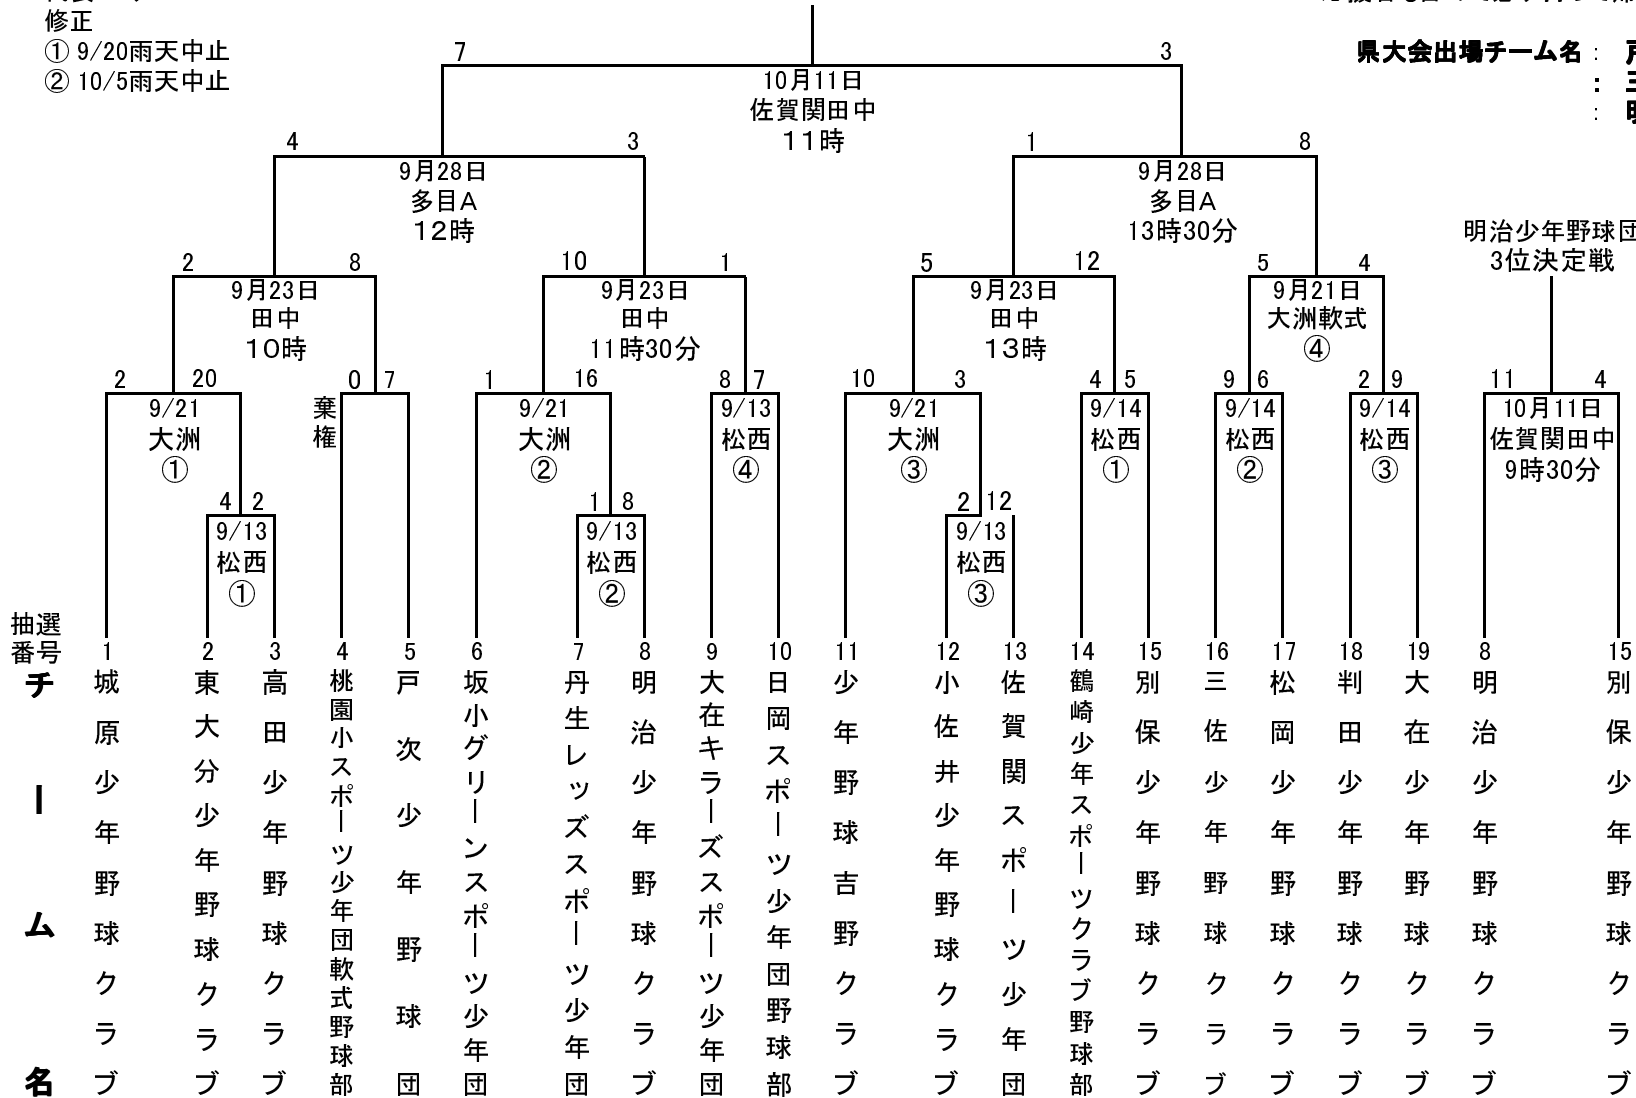 修正
① 9/20雨天中止
② 10/5雨天中止
県大会出場チーム名 :
:
:
7 3
10月11日
佐賀関田中
11時
4 3 1 8
9月28日 9月28日
多目A 多目A
12時 13時30分
明治少年野球団
3位決定戦
2 8 10 1 5 12 5 4
9月23日 9月23日 9月23日 9月21日
田中 田中 田中 大洲軟式
10時 11時30分 13時 ④
2 20 0 7 1 16 8 7 10 3 4 5 9 6 2 9 11 4
9/21 棄権 9/21 9/13 9/21 9/14 9/14 9/14 10月11日
大洲 大洲 松西 大洲 松西 松西 松西 佐賀関田中
① ② ④ ③ ① ② ③ 9時30分
4 2 1 8 2 12
9/13 9/13 9/13
松西 松西 松西
① ② ③
抽選
番号 1 2 3 4 5 6 7 8 9 10 11 12 13 14 15 16 17 18 19 8 15
チーム名
城原少年野球クラブ
東大分少年野球クラブ
高田少年野球クラブ
桃園小スポーツ少年団軟式野球部
戸次少年野球団
坂小グリーンスポーツ少年団
丹生レッズスポーツ少年団
明治少年野球クラブ
大在キラーズスポーツ少年団
日岡スポーツ少年団野球部
少年野球吉野クラブ
小佐井少年野球クラブ
佐賀関スポーツ少年団
鶴崎少年スポーツクラブ野球部
別保少年野球クラブ
三佐少年野球クラブ
松岡少年野球クラブ
判田少年野球クラブ
大在少年野球クラブ
明治少年野球クラブ
別保少年野球クラブ